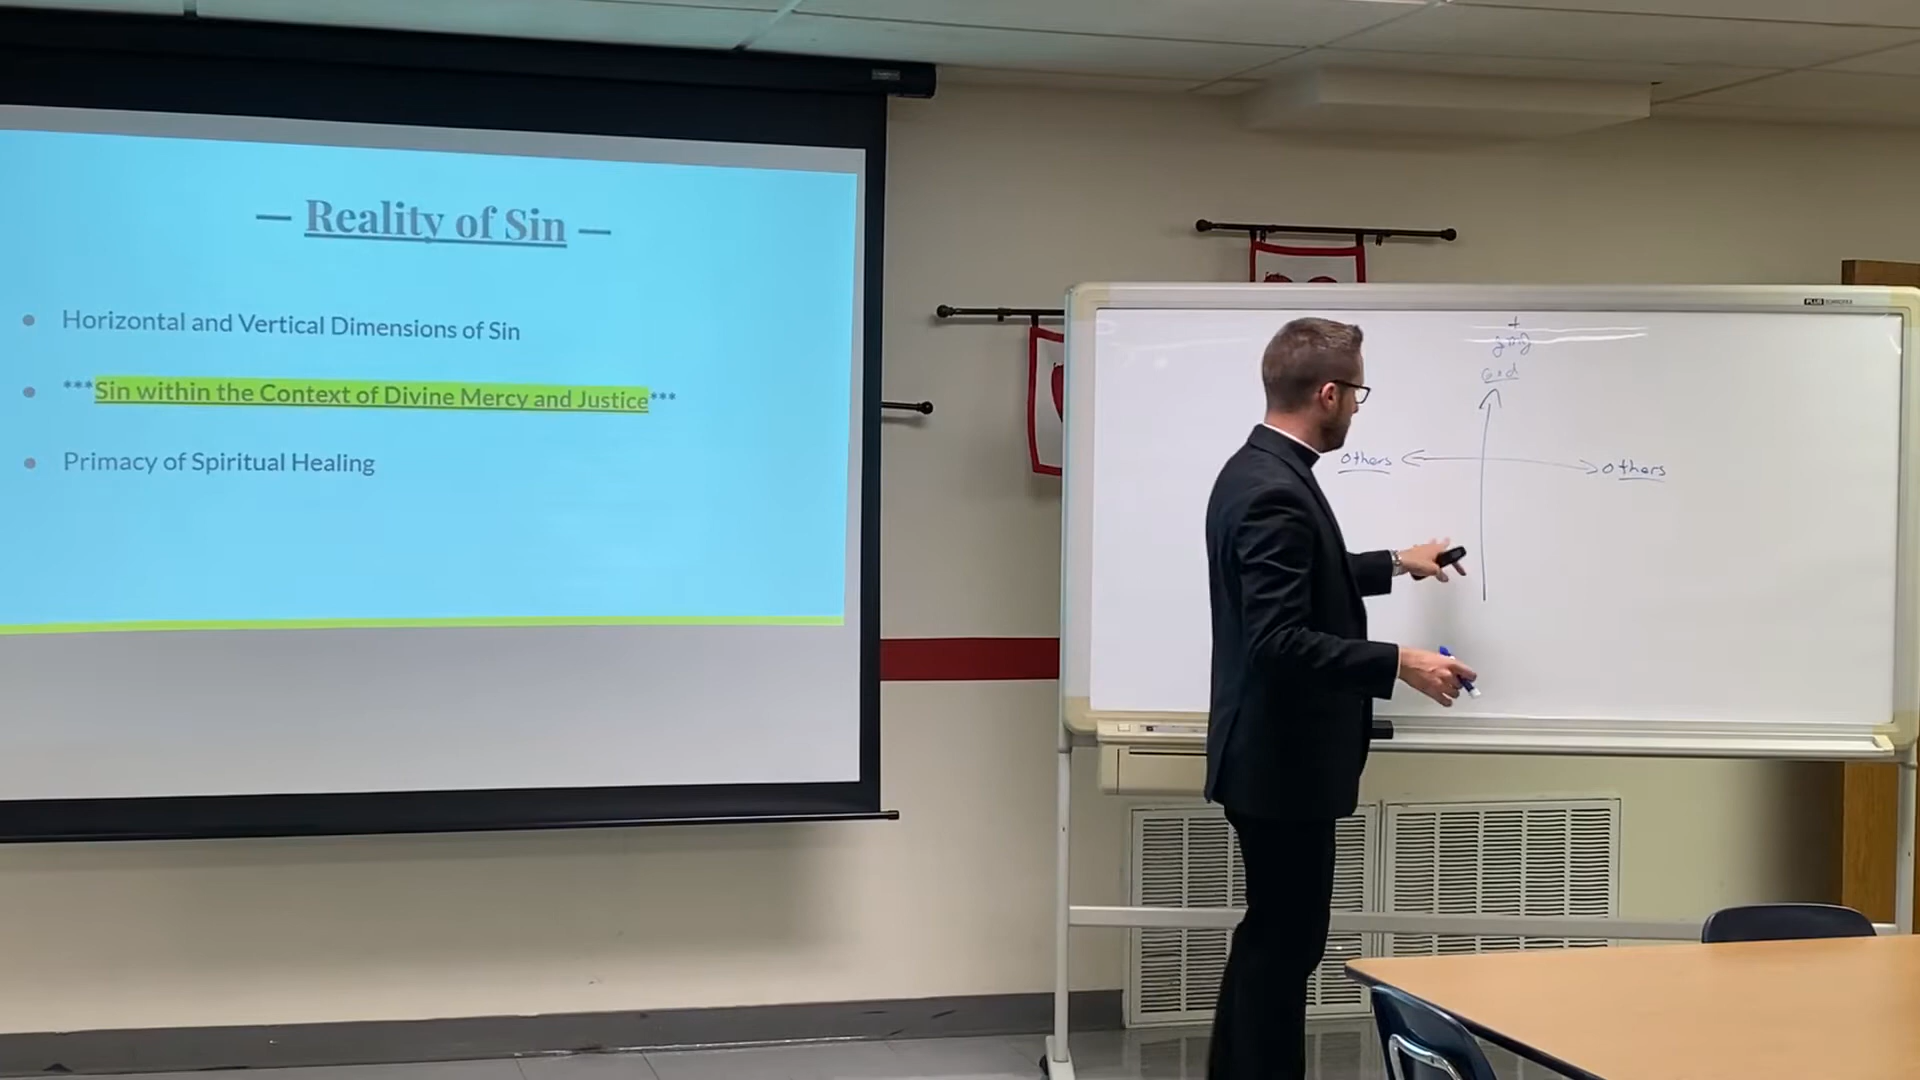 — Reality of Sin —
● Horizontal and Vertical Dimensions of Sin
● ***Sin within the Context of Divine Mercy and Justice***
● Primacy of Spiritual Healing
God
others
others
PLUS